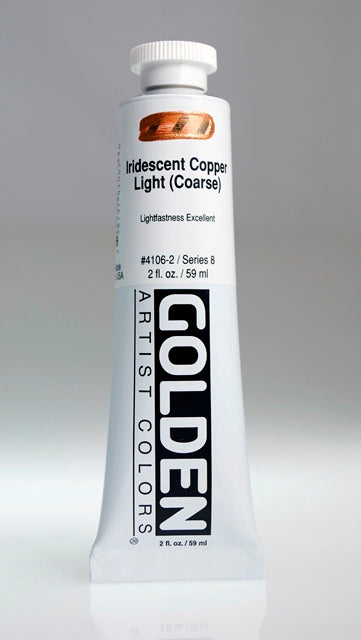 Iridescent Copper
Light (Coarse)
Lightfastness Excellent
#4106-2 / Series 8
2 fl. oz. / 59 ml
GOLDEN
ARTIST COLORS®
2 fl. oz. / 59 ml
USA